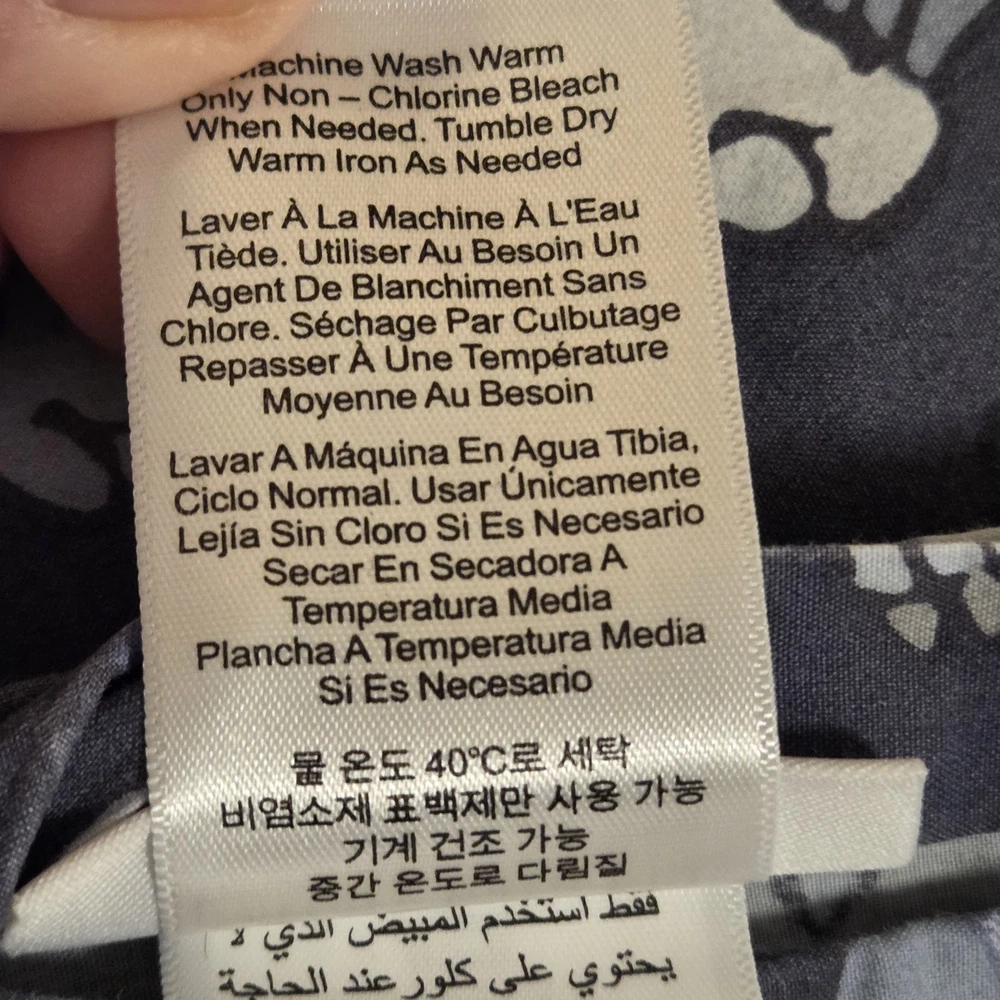 Machine Wash Warm
Only Non – Chlorine Bleach
When Needed. Tumble Dry
Warm Iron As Needed
Laver À La Machine À L'Eau
Tiède. Utiliser Au Besoin Un
Agent De Blanchiment Sans
Chlore. Séchage Par Culbutage
Repasser À Une Température
Moyenne Au Besoin
Lavar A Máquina En Agua Tibia,
Ciclo Normal. Usar Únicamente
Lejía Sin Cloro Si Es Necesario
Secar En Secadora A
Temperatura Media
Plancha A Temperatura Media
Si Es Necesario
물 온도 40°C로 세탁
비염소제 표백제만 사용 가능
기계 건조 가능
중간 온도로 다림질
فقط استخدم المبيض الذي لا
يحتوي على كلور عند الحاجة